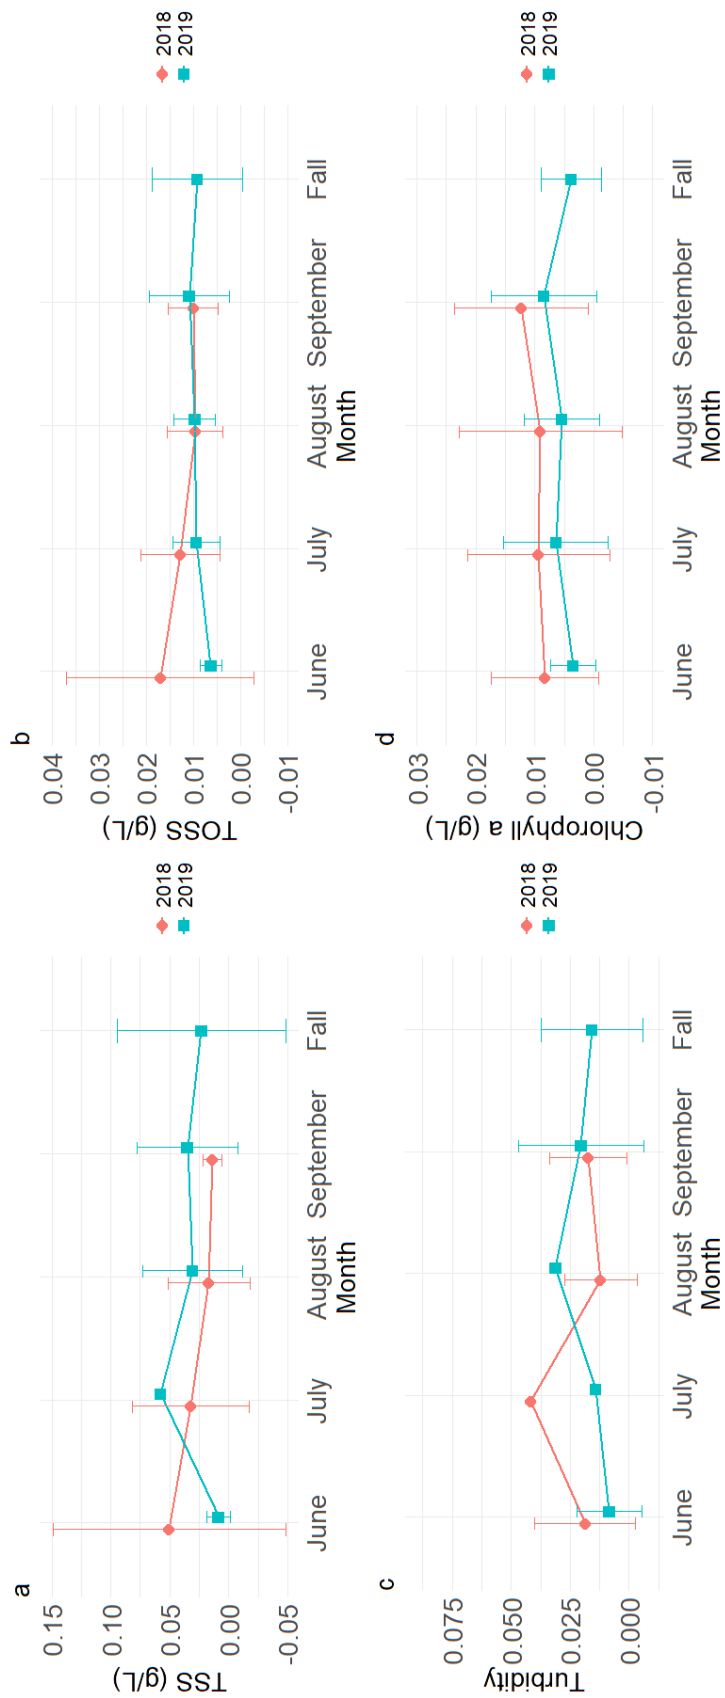 a
TSS (g/L)
0.15
0.10
0.05
0.00
-0.05
June
July
August
September
Fall
Month
2018
2019
b
TOSS (g/L)
0.04
0.03
0.02
0.01
0.00
-0.01
June
July
August
September
Fall
Month
2018
2019
c
Turbidity
0.075
0.050
0.025
0.000
June
July
August
September
Fall
Month
2018
2019
d
Chlorophyll a (g/L)
0.03
0.02
0.01
0.00
-0.01
June
July
August
September
Fall
Month
2018
2019